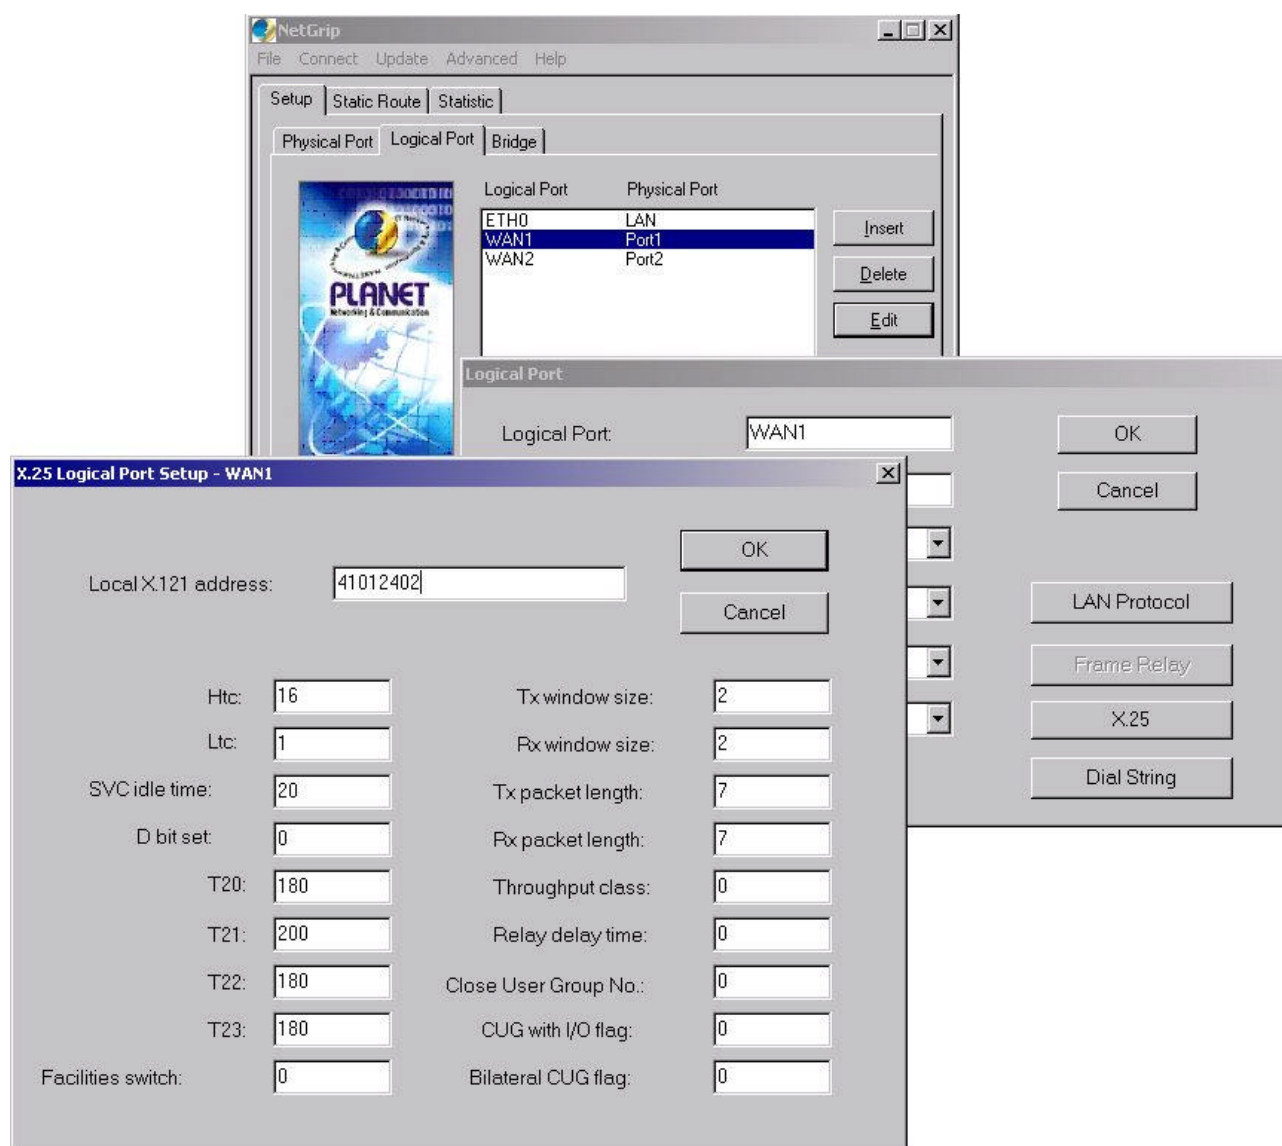 NetGrip
File Connect Update Advanced Help
Setup Static Route Statistic
Physical Port Logical Port Bridge
Logical Port Physical Port
ETH0 LAN
WAN1 Port1
WAN2 Port2
Insert
Delete
Edit
PLANET
Networking & Communication
Logical Port
Logical Port: WAN1
OK
Cancel
LAN Protocol
Frame Relay
X.25
Dial String
X.25 Logical Port Setup - WAN1
Local X.121 address: 41012402
OK
Cancel
Htc: 16 Tx window size: 2
Ltc: 1 Rx window size: 2
SVC idle time: 20 Tx packet length: 7
D bit set: 0 Rx packet length: 7
T20: 180 Throughput class: 0
T21: 200 Relay delay time: 0
T22: 180 Close User Group No.: 0
T23: 180 CUG with I/O flag: 0
Facilities switch: 0 Bilateral CUG flag: 0